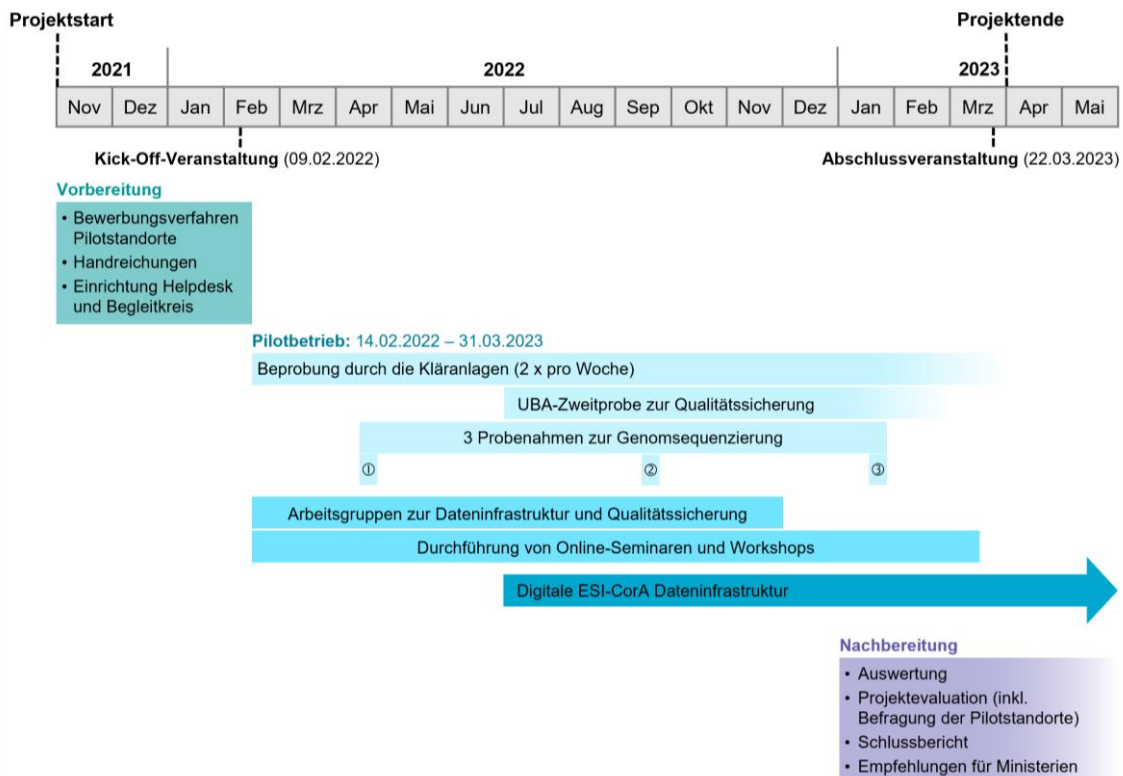 Projektstart
Projektende
2021
2022
2023
Nov
Dez
Jan
Feb
Mrz
Apr
Mai
Jun
Jul
Aug
Sep
Okt
Nov
Dez
Jan
Feb
Mrz
Apr
Mai
Kick-Off-Veranstaltung (09.02.2022)
Abschlussveranstaltung (22.03.2023)
Vorbereitung
• Bewerbungsverfahren
Pilotstandorte
• Handreichungen
• Einrichtung Helpdesk
und Begleitkreis
Pilotbetrieb: 14.02.2022 – 31.03.2023
Beprobung durch die Kläranlagen (2 x pro Woche)
UBA-Zweitprobe zur Qualitätssicherung
3 Probenahmen zur Genomsequenzierung
①
②
③
Arbeitsgruppen zur Dateninfrastruktur und Qualitätssicherung
Durchführung von Online-Seminaren und Workshops
Digitale ESI-CorA Dateninfrastruktur
Nachbereitung
• Auswertung
• Projektevaluation (inkl.
Befragung der Pilotstandorte)
• Schlussbericht
• Empfehlungen für Ministerien